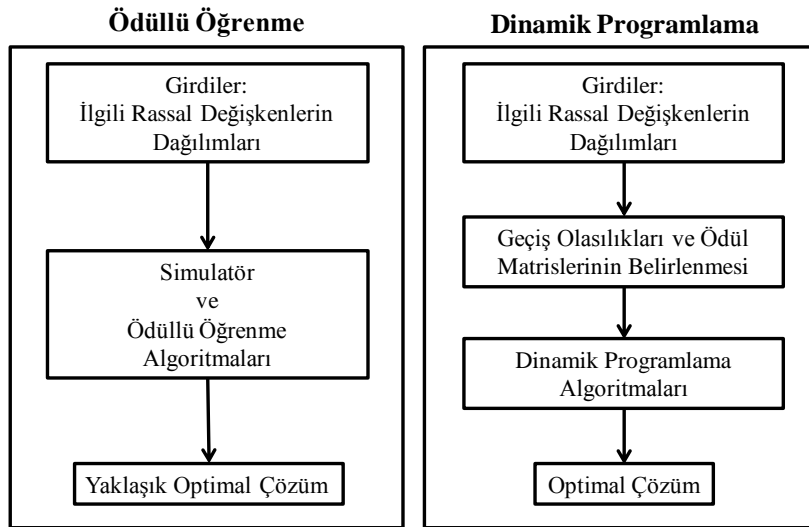 Ödüllü Öğrenme
Girdiler:
İlgili Rassal Değişkenlerin
Dağılımları
Simulatör
ve
Ödüllü Öğrenme
Algoritmaları
Yaklaşık Optimal Çözüm
Dinamik Programlama
Girdiler:
İlgili Rassal Değişkenlerin
Dağılımları
Geçiş Olasılıkları ve Ödül
Matrislerinin Belirlenmesi
Dinamik Programlama
Algoritmaları
Optimal Çözüm